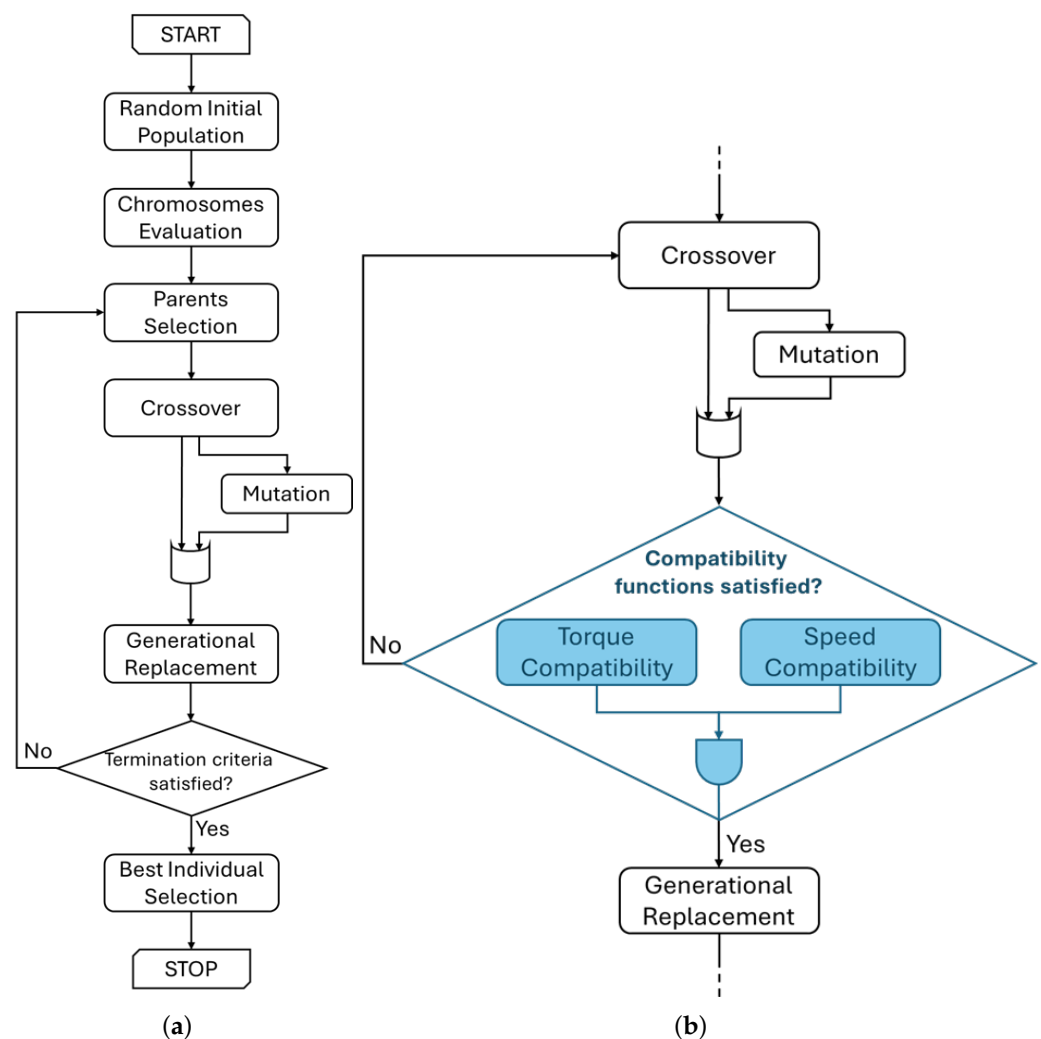 START
Random Initial
Population
Chromosomes
Evaluation
Parents
Selection
Crossover
Mutation
Generational
Replacement
No
Termination criteria
satisfied?
Yes
Best Individual
Selection
STOP
(a)
Crossover
Mutation
Compatibility
functions satisfied?
Torque
Compatibility
Speed
Compatibility
No
Yes
Generational
Replacement
(b)